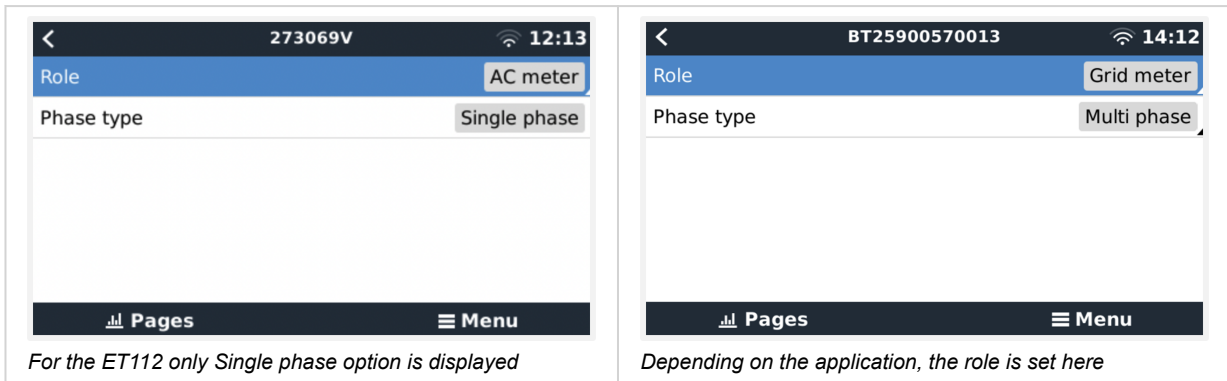 273069V 12:13
Role AC meter
Phase type Single phase
Pages Menu
For the ET112 only Single phase option is displayed
BT25900570013 14:12
Role Grid meter
Phase type Multi phase
Pages Menu
Depending on the application, the role is set here